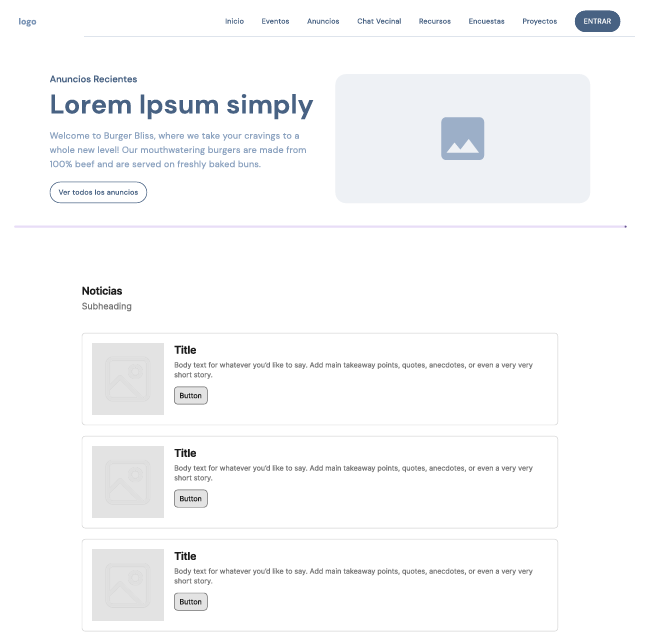 logo
Inicio
Eventos
Anuncios
Chat Vecinal
Recursos
Encuestas
Proyectos
ENTRAR
Anuncios Recientes
Lorem Ipsum simply
Welcome to Burger Bliss, where we take your cravings to a
whole new level! Our mouthwatering burgers are made from
100% beef and are served on freshly baked buns.
Ver todos los anuncios
Noticias
Subheading
Title
Body text for whatever you'd like to say. Add main takeaway points, quotes, anecdotes, or even a very very
short story.
Button
Title
Body text for whatever you'd like to say. Add main takeaway points, quotes, anecdotes, or even a very very
short story.
Button
Title
Body text for whatever you'd like to say. Add main takeaway points, quotes, anecdotes, or even a very very
short story.
Button